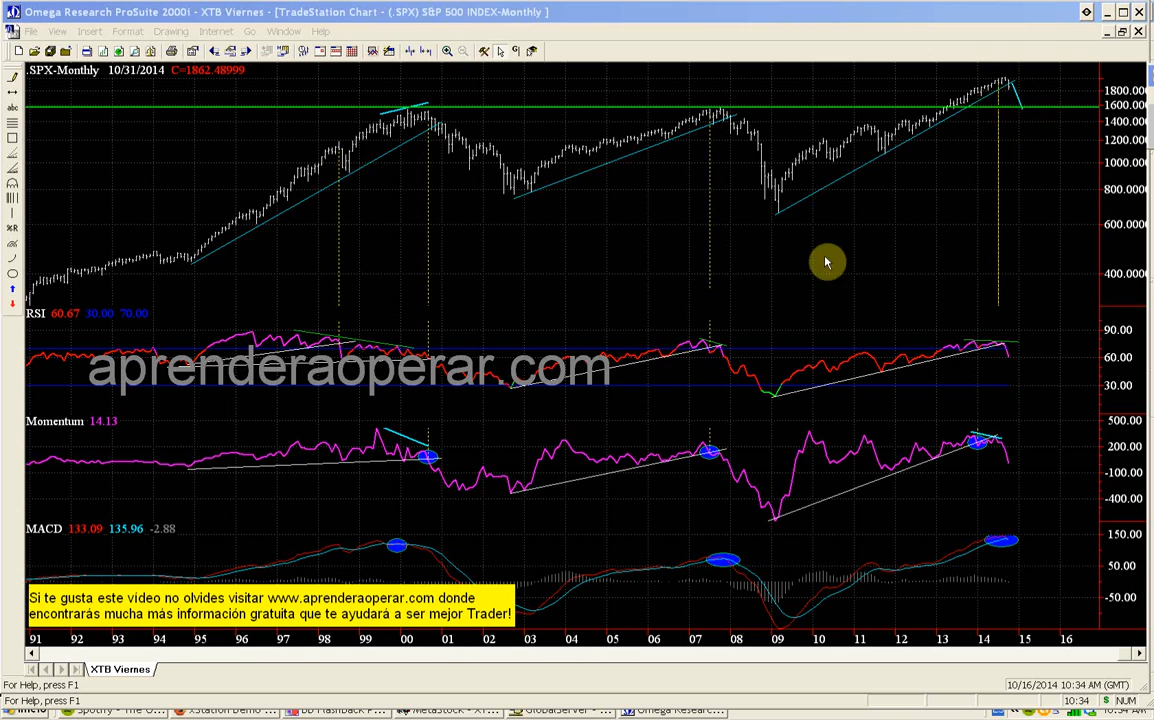 Omega Research ProSuite 2000i - XTB Viernes - [TradeStation Chart - (.SPX) S&P 500 INDEX-Monthly ]
File View Insert Format Drawing Internet Go Window Help
.SPX-Monthly 10/31/2014 C=1862.48999
1800.000
1600.000
1400.000
1200.000
1000.000
800.0000
600.0000
400.0000
abc
%R
RSI 60.67 30.00 70.00
90.00
60.00
30.00
aprenderaoperar.com
Momentum 14.13
500.00
200.00
-100.00
-400.00
MACD 133.09 135.96 -2.88
150.00
50.00
-50.00
Si te gusta este vídeo no olvides visitar www.aprenderaoperar.com donde
encontrarás mucha más información gratuita que te ayudará a ser mejor Trader!
91 92 93 94 95 96 97 98 99 00 01 02 03 04 05 06 07 08 09 10 11 12 13 14 15 16
XTB Viernes
For Help, press F1
10/16/2014 10:34 AM (GMT)
For Help, press F1
10:34 $ NUM